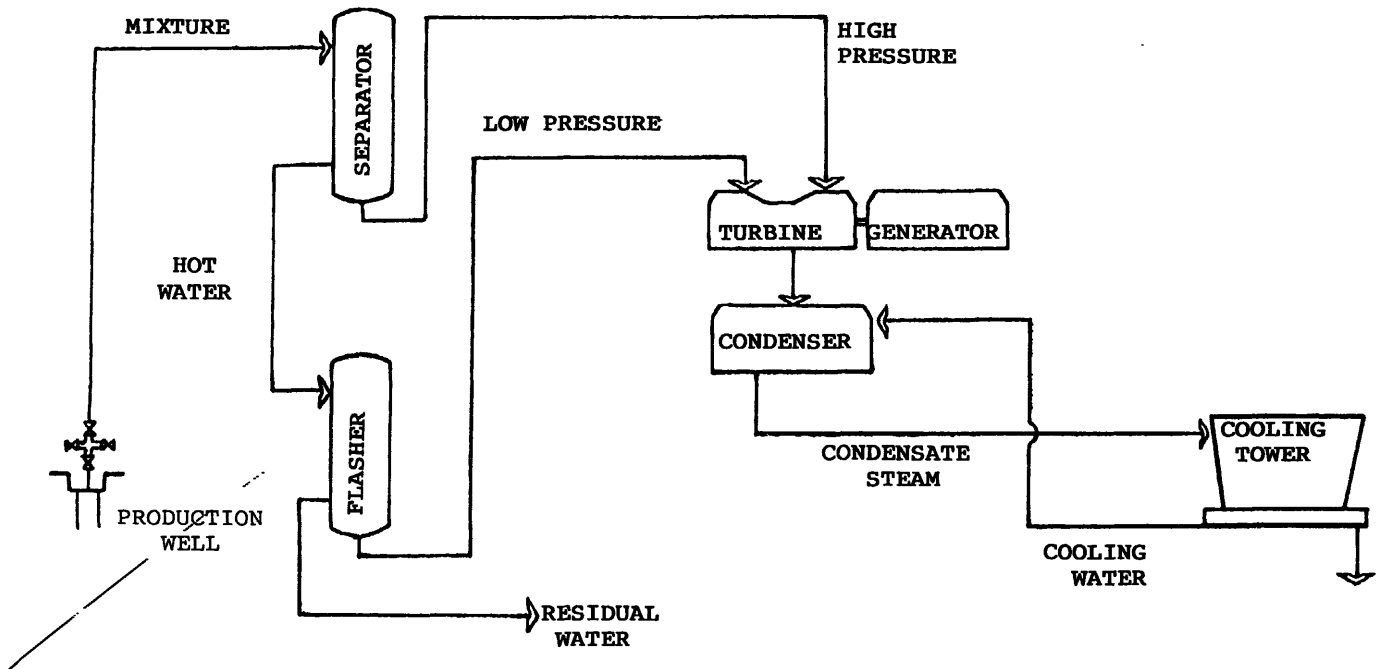 MIXTURE
SEPARATOR
HIGH
PRESSURE
LOW PRESSURE
TURBINE
GENERATOR
HOT
WATER
CONDENSER
FLASHER
COOLING
TOWER
CONDENSATE
STEAM
PRODUCTION
WELL
COOLING
WATER
RESIDUAL
WATER